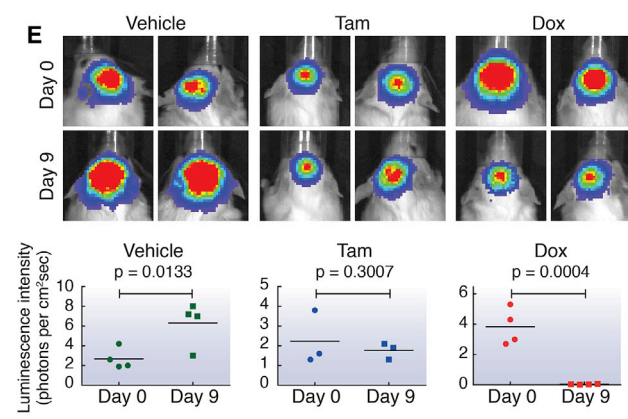 E
Vehicle Tam Dox
Day 0
Day 9
Luminescence intensity
(photons per cm²sec)
Vehicle
p = 0.0133
10
8
6
4
2
0
Day 0 Day 9
Tam
p = 0.3007
5
4
3
2
1
0
Day 0 Day 9
Dox
p = 0.0004
6
4
2
0
Day 0 Day 9